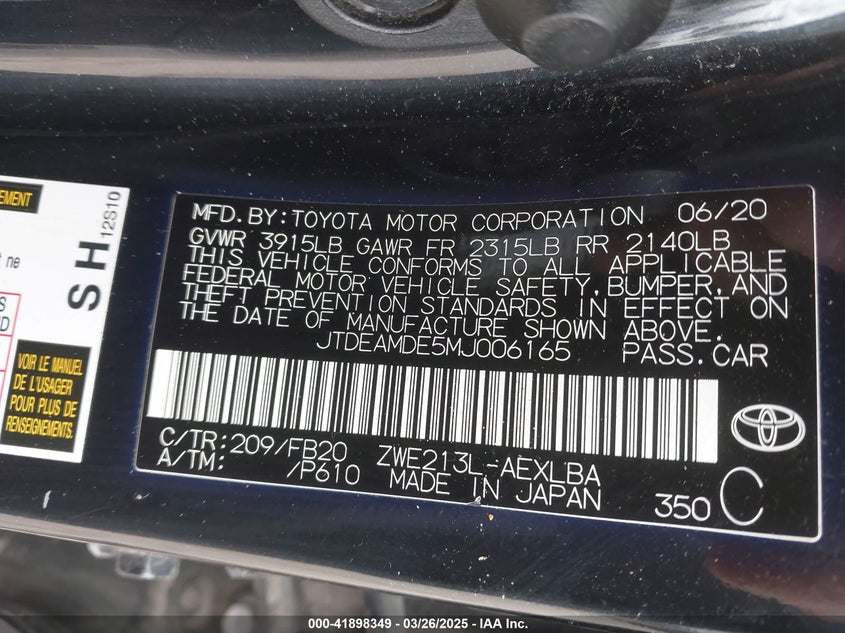 EMENT
ne
S
ND
SH
12S10
VOIR LE MANUEL
DE L'USAGER
POUR PLUS DE
RENSEIGNEMENTS.
MFD.BY:TOYOTA MOTOR CORPORATION 06/20
GVWR 3915LB GAWR FR 2315LB RR 2140LB
THIS VEHICLE CONFORMS TO ALL APPLICABLE
FEDERAL MOTOR VEHICLE SAFETY,BUMPER,AND
THEFT PREVENTION STANDARDS IN EFFECT ON
THE DATE OF MANUFACTURE SHOWN ABOVE.
JTDEAMDE5MJ006165 PASS.CAR
C/TR:209/FB20 ZWE213L-AEXLBA
A/TM: /P610 MADE IN JAPAN 350 C
000-41898349 — 03/26/2025 — IAA Inc.